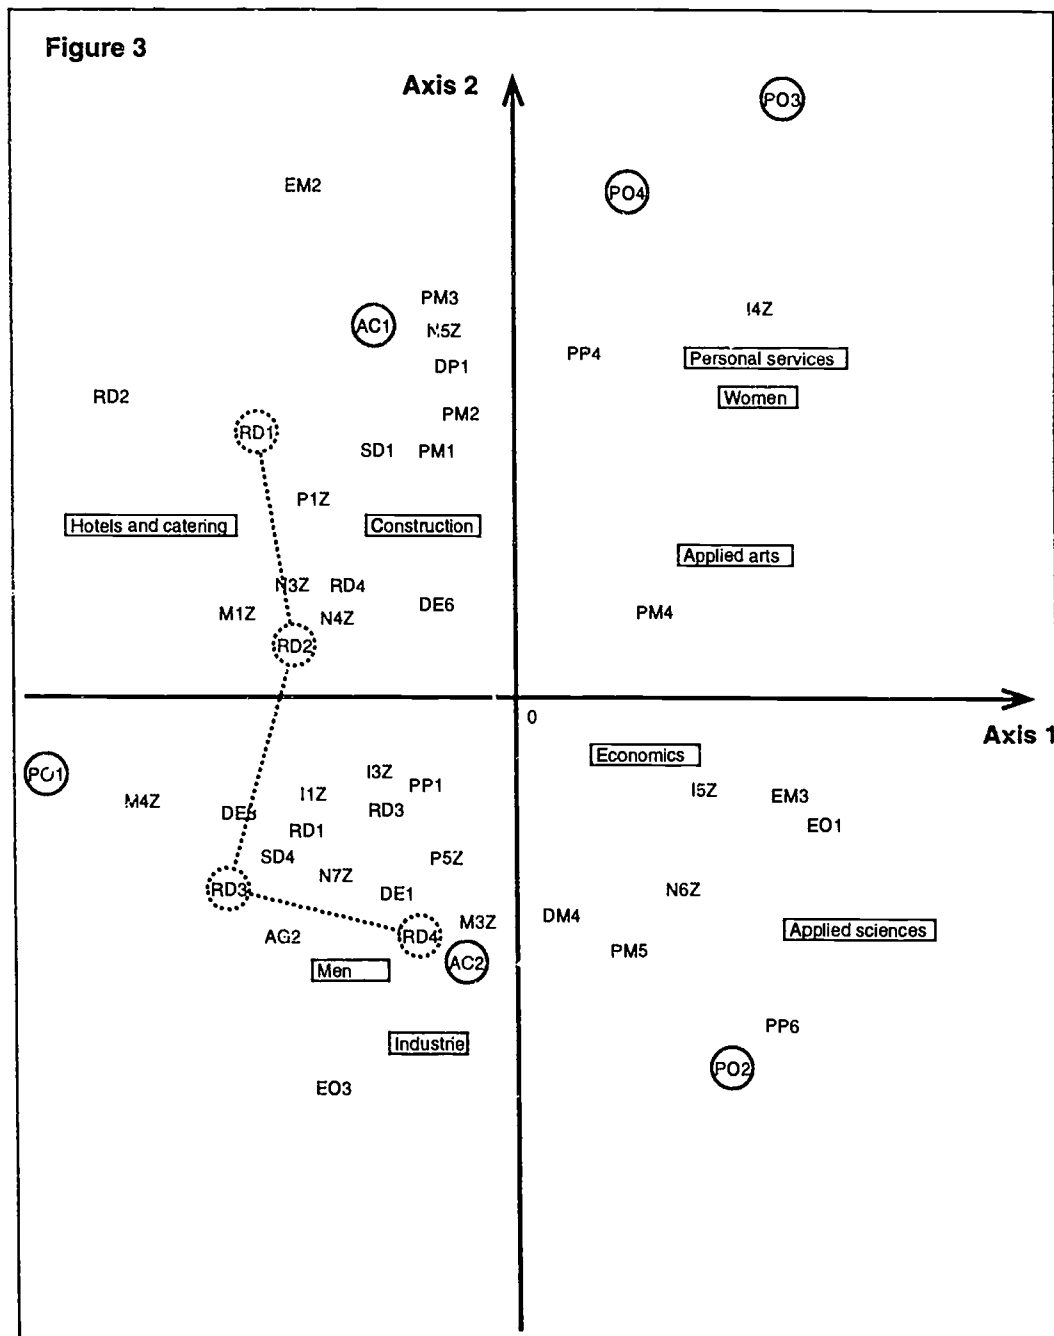 Figure 3
Axis 2
PO3
EM2
PO4
PM3
I4Z
AC1
N5Z
PP4
Personal services
DP1
RD2
Women
PM2
RD1
SD1
PM1
P1Z
Hotels and catering
Construction
Applied arts
N3Z
RD4
DE6
M1Z
N4Z
PM4
RD2
0
Axis 1
Economics
PO1
I3Z
PP1
I5Z
EM3
M4Z
I1Z
RD3
EO1
RD1
SD4
P5Z
N7Z
RD3
DE1
N6Z
DM4
M3Z
Applied sciences
AG2
RD4
PM5
AC2
Men
PP6
Industrie
PO2
EO3